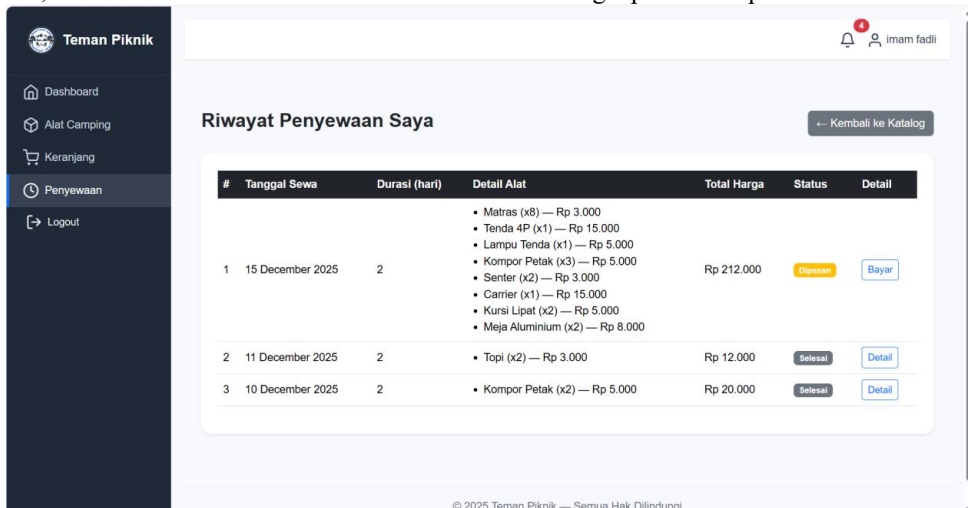 Teman Piknik
4
imam fadli
Dashboard
Alat Camping
Keranjang
Penyewaan
Logout
Riwayat Penyewaan Saya
← Kembali ke Katalog
# Tanggal Sewa Durasi (hari) Detail Alat Total Harga Status Detail
• Matras (x8) — Rp 3.000
• Tenda 4P (x1) — Rp 15.000
• Lampu Tenda (x1) — Rp 5.000
• Kompor Petak (x3) — Rp 5.000
1 15 December 2025 2 Rp 212.000 Dipesan Bayar
• Senter (x2) — Rp 3.000
• Carrier (x1) — Rp 15.000
• Kursi Lipat (x2) — Rp 5.000
• Meja Aluminium (x2) — Rp 8.000
2 11 December 2025 2 • Topi (x2) — Rp 3.000 Rp 12.000 Selesai Detail
3 10 December 2025 2 • Kompor Petak (x2) — Rp 5.000 Rp 20.000 Selesai Detail
© 2025 Teman Piknik — Semua Hak Dilindungi